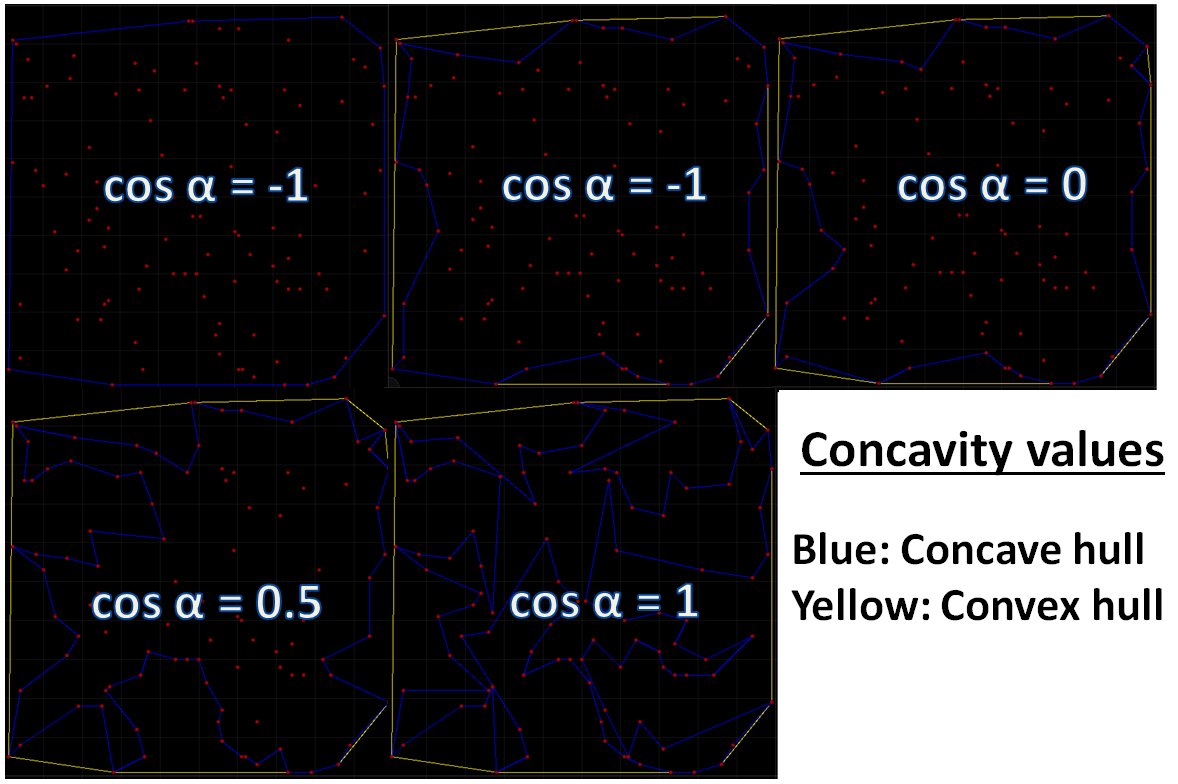 cos α = -1
cos α = -1
cos α = 0
cos α = 0.5
cos α = 1
Concavity values
Blue: Concave hull
Yellow: Convex hull